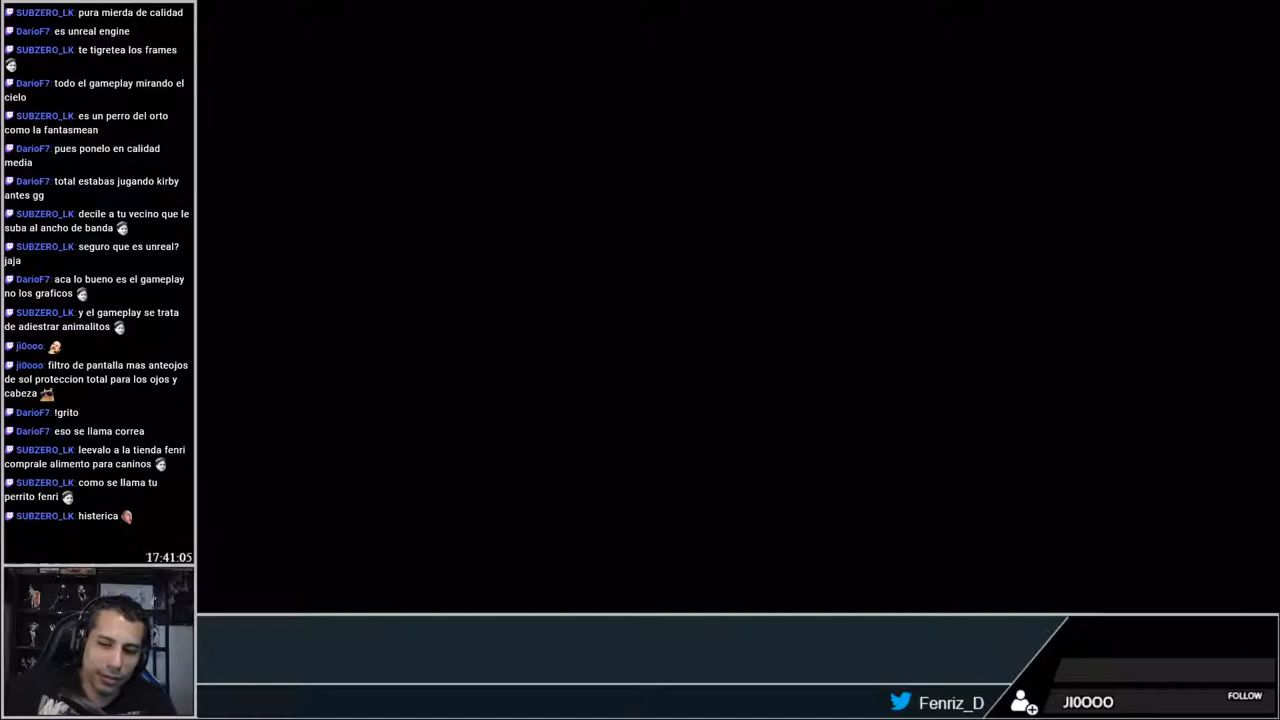 SUBZERO_LK: pura mierda de calidad
DarioF7: es unreal engine
SUBZERO_LK: te tigretea los frames
DarioF7: todo el gameplay mirando el
cielo
SUBZERO_LK: es un perro del orto
como la fantasmean
DarioF7: pues ponelo en calidad
media
DarioF7: total estabas jugando kirby
antes gg
SUBZERO_LK: decile a tu vecino que le
suba al ancho de banda
SUBZERO_LK: seguro que es unreal?
jaja
DarioF7: aca lo bueno es el gameplay
no los graficos
SUBZERO_LK: y el gameplay se trata
de adiestrar animalitos
ji0ooo:
ji0ooo: filtro de pantalla mas anteojos
de sol proteccion total para los ojos y
cabeza
DarioF7: !grito
DarioF7: eso se llama correa
SUBZERO_LK: leevalo a la tienda fenri
comprale alimento para caninos
SUBZERO_LK: como se llama tu
perrito fenri
SUBZERO_LK: histerica
17:41:05
Fenriz_D
JI0OOO
FOLLOW